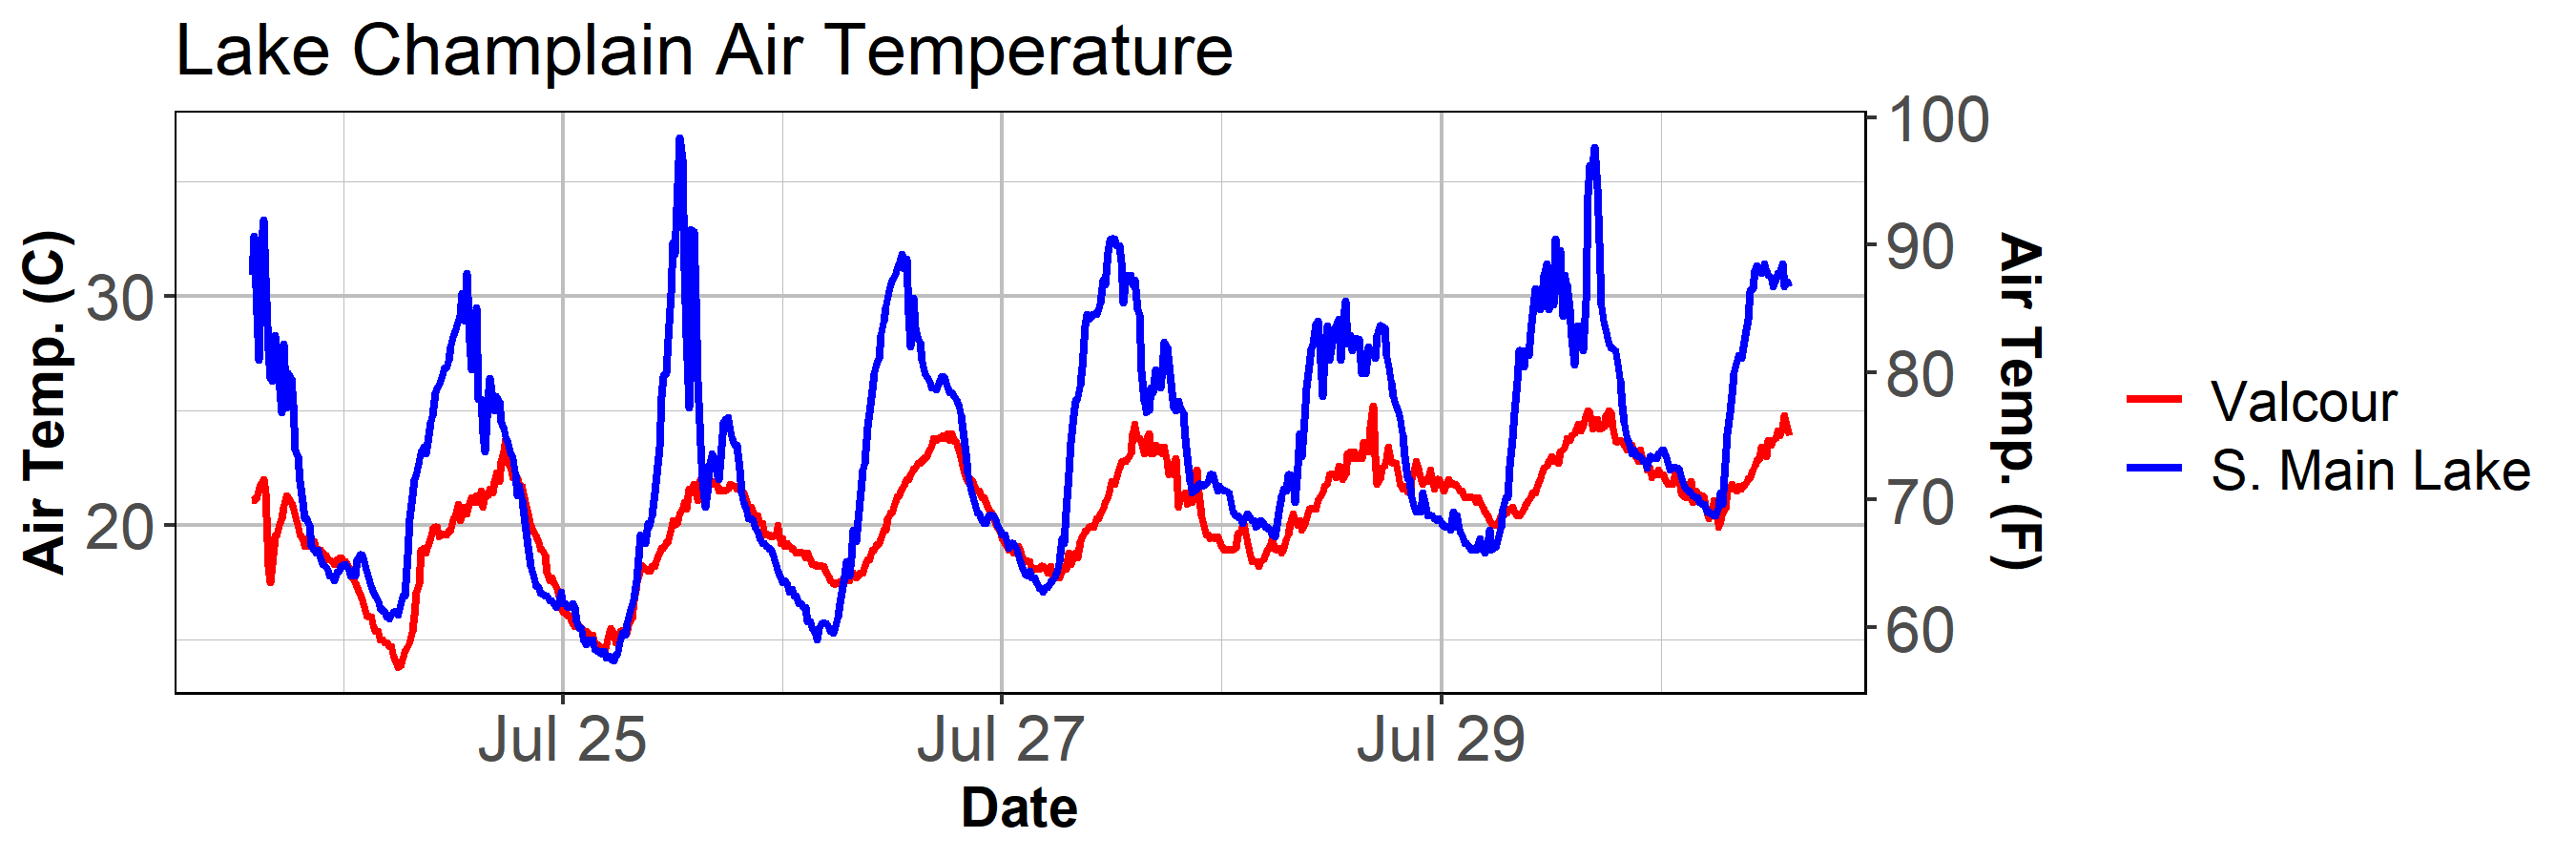 Lake Champlain Air Temperature
Air Temp. (C)
30
20
100
90
80
70
60
Air Temp. (F)
Jul 25
Jul 27
Jul 29
Date
Valcour
S. Main Lake